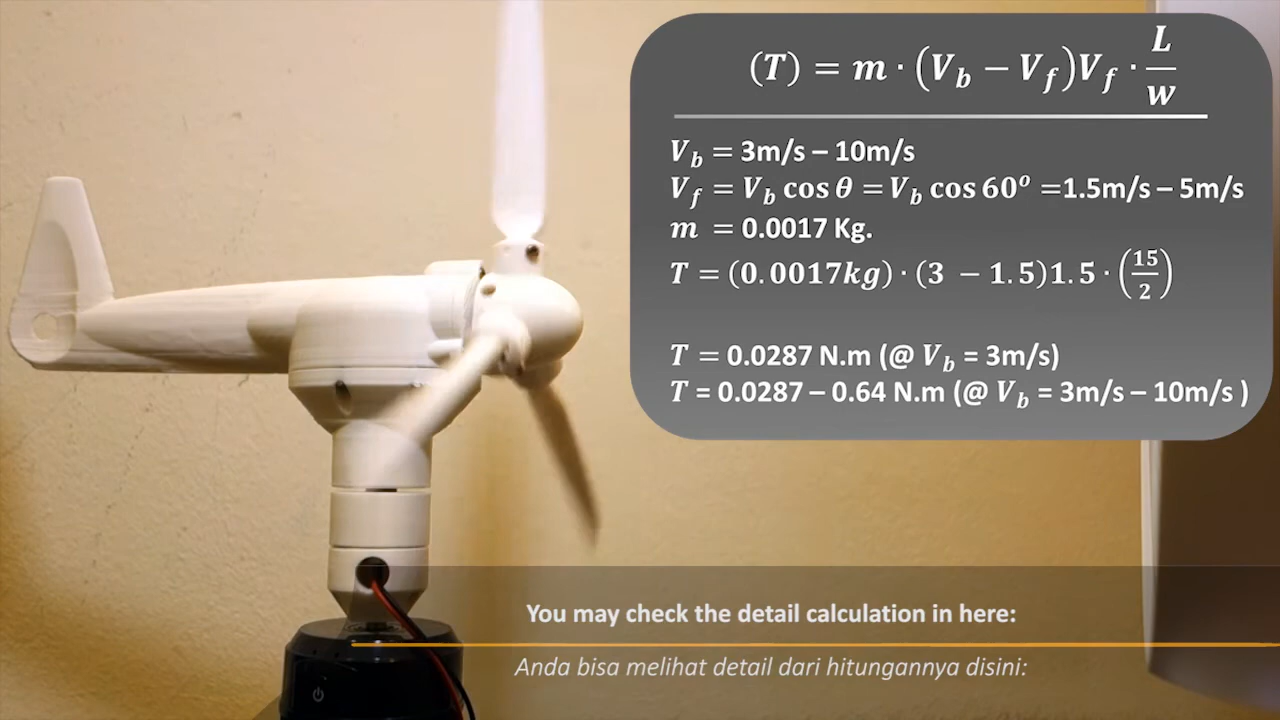 (T) = m · (V_b − V_f)V_f · L/w
V_b = 3m/s – 10m/s
V_f = V_b cos θ = V_b cos 60° =1.5m/s – 5m/s
m = 0.0017 Kg.
T = (0.0017kg) · (3 − 1.5)1.5 · (15/2)
T = 0.0287 N.m (@ V_b = 3m/s)
T = 0.0287 – 0.64 N.m (@ V_b = 3m/s – 10m/s )
You may check the detail calculation in here:
Anda bisa melihat detail dari hitungannya disini: